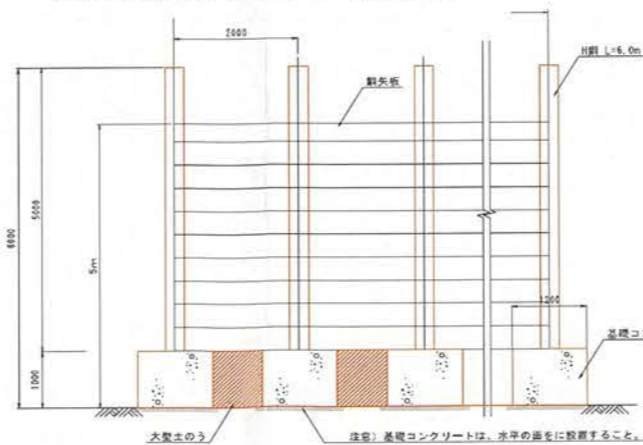 2000
H鋼 L=6.0m
鋼矢板
6000
5000
5m
1200
1000
基礎コン
大型土のう
注意）基礎コンクリートは、水平の面をに設置すること。